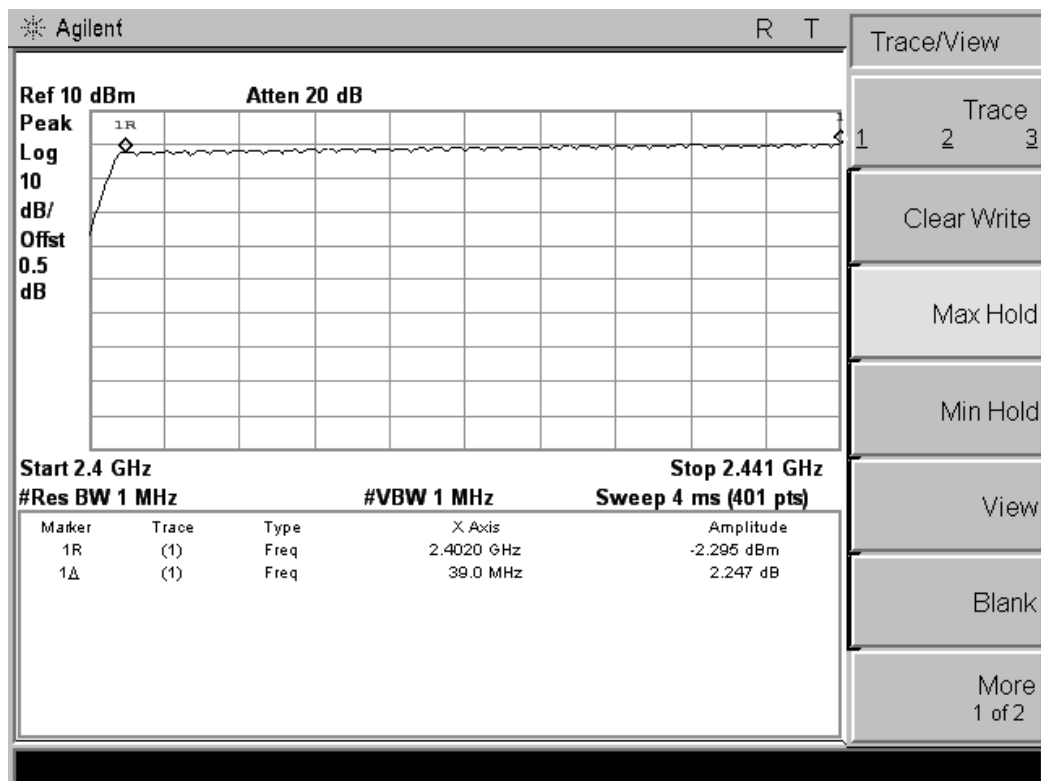 Agilent R T
Ref 10 dBm Atten 20 dB
Peak
Log
10
dB/
Offst
0.5
dB
1R
1
Start 2.4 GHz Stop 2.441 GHz
#Res BW 1 MHz #VBW 1 MHz Sweep 4 ms (401 pts)
Marker Trace Type X Axis Amplitude
1R (1) Freq 2.4020 GHz -2.295 dBm
1Δ (1) Freq 39.0 MHz 2.247 dB
Trace/View
Trace
1 2 3
Clear Write
Max Hold
Min Hold
View
Blank
More
1 of 2